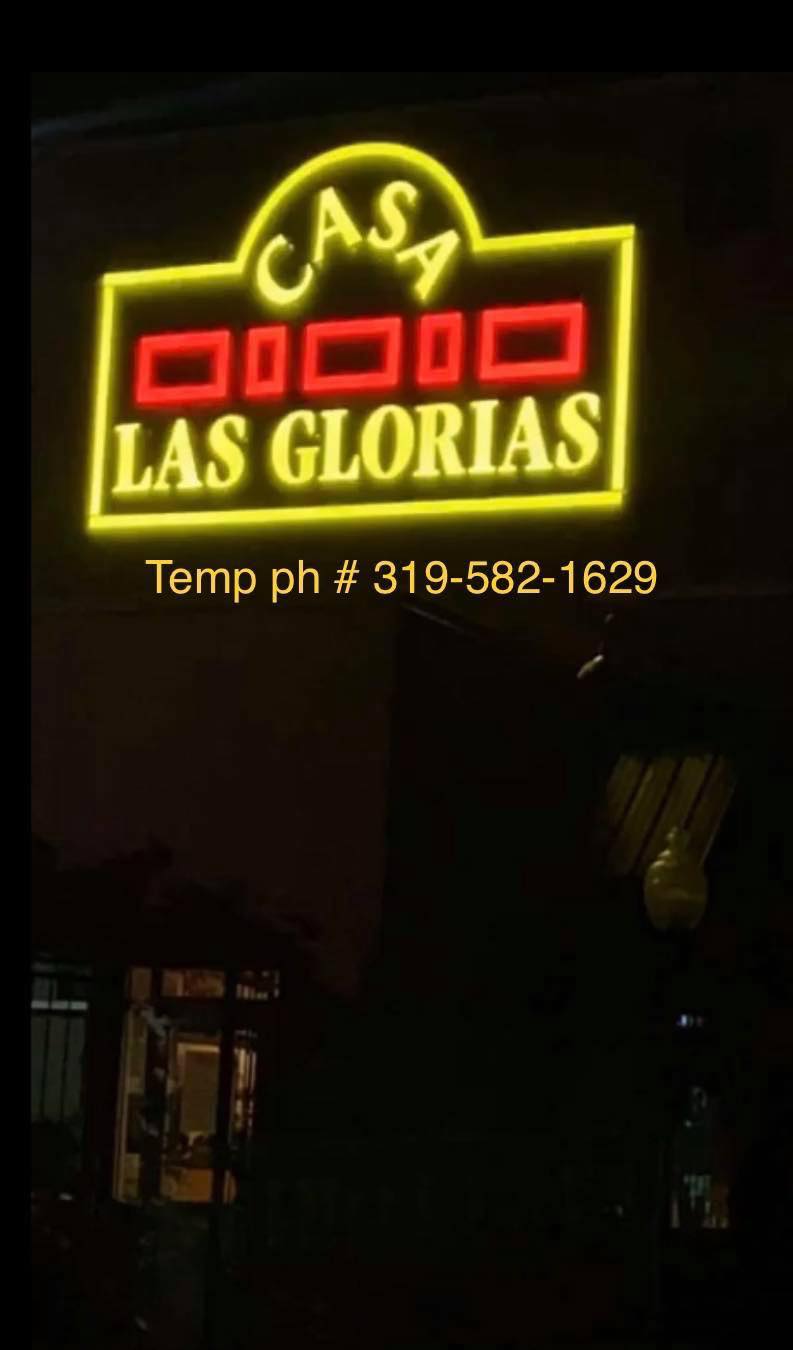 CASA
LAS GLORIAS
Temp ph # 319-582-1629